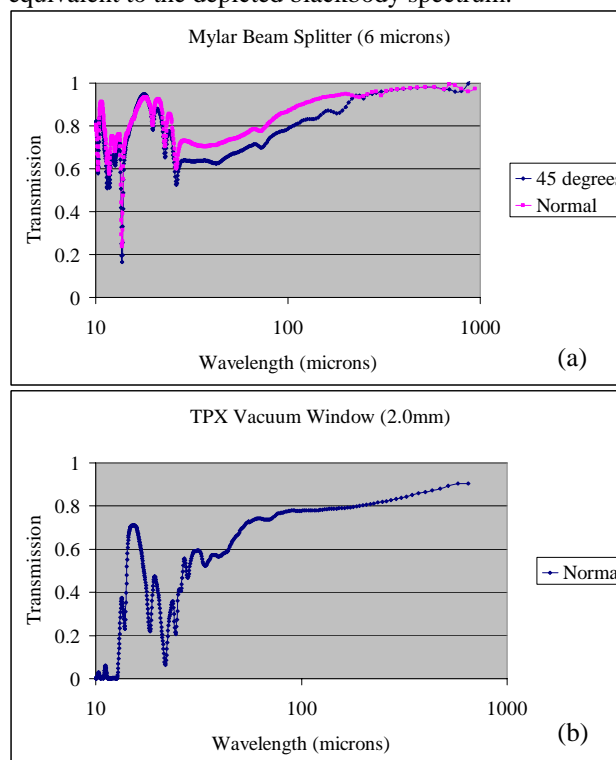 equivalent to the depicted blackbody spectrum.
Mylar Beam Splitter (6 microns)
1
0.8
0.6
0.4
0.2
0
Transmission
10 100 1000
Wavelength (microns)
45 degrees
Normal
(a)
TPX Vacuum Window (2.0mm)
1
0.8
0.6
0.4
0.2
0
Transmission
10 100 1000
Wavelength (microns)
Norma
(b)